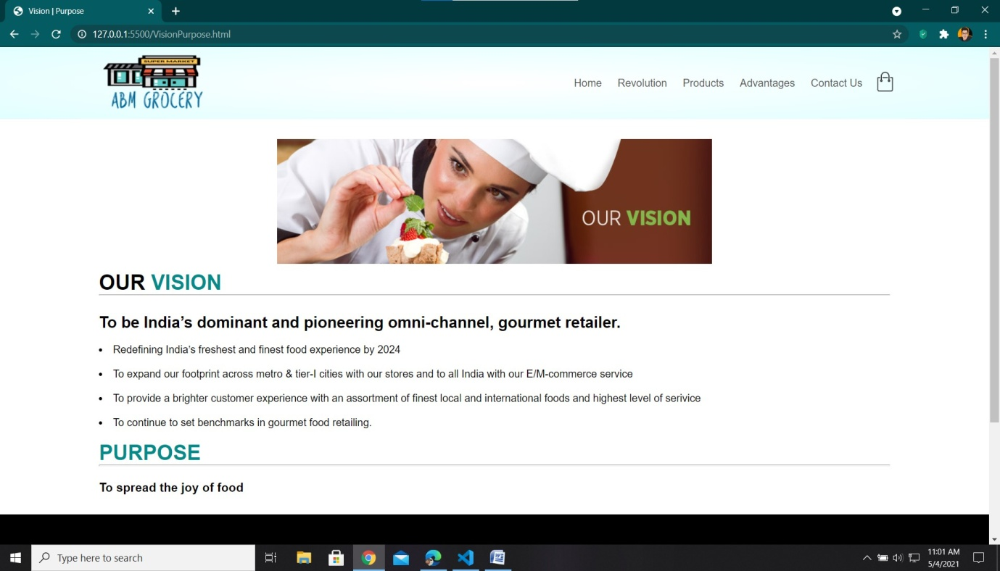 Vision | Purpose
127.0.0.1:5500/VisionPurpose.html
SUPER MARKET
ABM GROCERY
Home Revolution Products Advantages Contact Us
OUR VISION
OUR VISION
To be India’s dominant and pioneering omni-channel, gourmet retailer.
• Redefining India’s freshest and finest food experience by 2024
• To expand our footprint across metro & tier-I cities with our stores and to all India with our E/M-commerce service
• To provide a brighter customer experience with an assortment of finest local and international foods and highest level of serivice
• To continue to set benchmarks in gourmet food retailing.
PURPOSE
To spread the joy of food
Type here to search
11:01 AM
5/4/2021